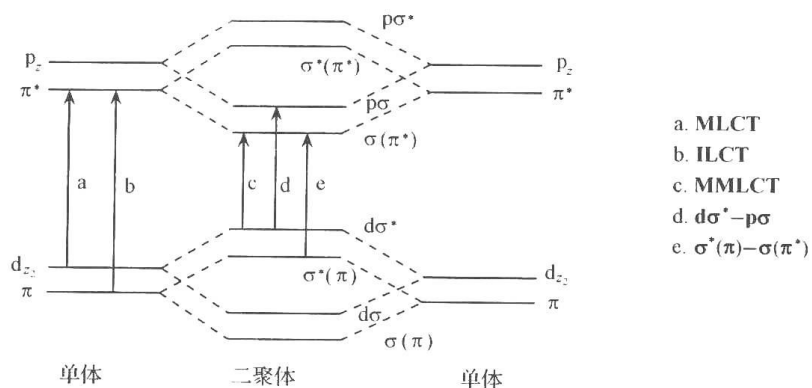 pσ*
p_z
σ*(π*)
p_z
π*
pσ
π*
σ(π*)
a. MLCT
b. ILCT
a
b
c
d
e
c. MMLCT
d. dσ*−pσ
dσ*
e. σ*(π)−σ(π*)
d_z₂
σ*(π)
d_z₂
π
dσ
π
σ(π)
单体
二聚体
单体